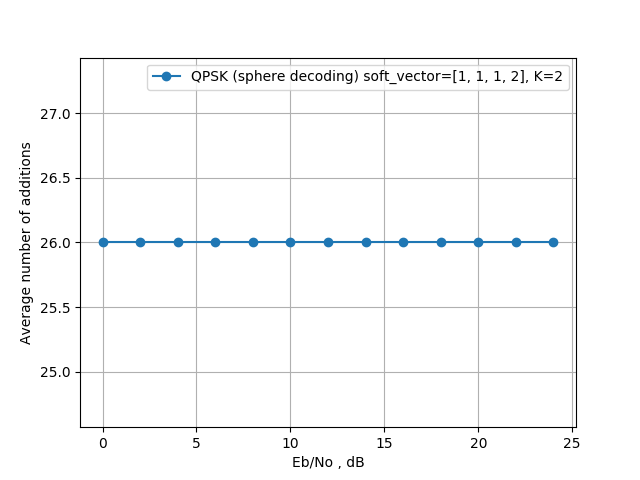 QPSK (sphere decoding) soft_vector=[1, 1, 1, 2], K=2
27.0
26.5
26.0
25.5
25.0
Average number of additions
0 5 10 15 20 25
Eb/No , dB